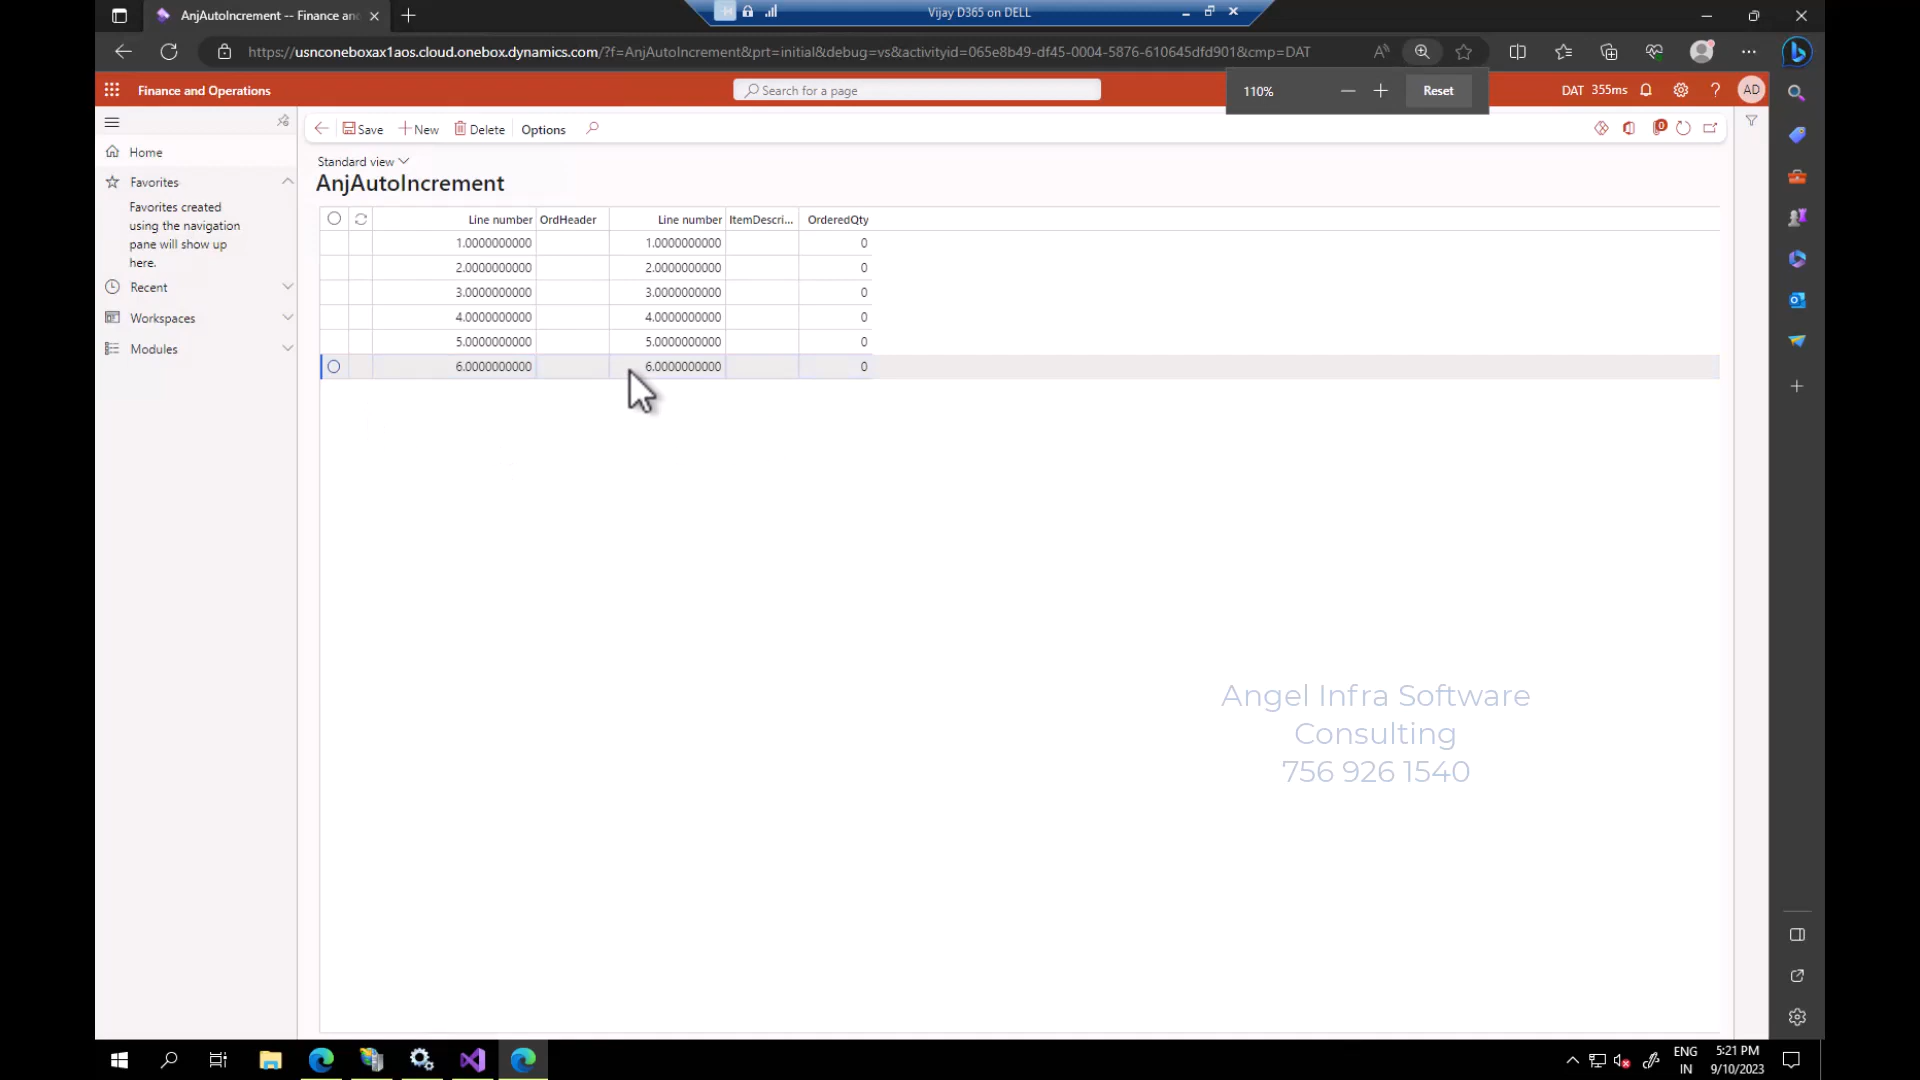 AnjAutoIncrement -- Finance and
Vijay D365 on DELL
https://usnconeboxax1aos.cloud.onebox.dynamics.com/?f=AnjAutoIncrement&prt=initial&debug=vs&activityid=065e8b49-df45-0004-5876-610645dfd901&cmp=DAT
Finance and Operations
Search for a page
110%
Reset
DAT 355ms
AD
Save
New
Delete
Options
0
Home
Favorites
Favorites created
using the navigation
pane will show up
here.
Recent
Workspaces
Modules
Standard view
AnjAutoIncrement
Line number OrdHeader Line number ItemDescri... OrderedQty
1.0000000000 1.0000000000 0
2.0000000000 2.0000000000 0
3.0000000000 3.0000000000 0
4.0000000000 4.0000000000 0
5.0000000000 5.0000000000 0
6.0000000000 6.0000000000 0
Angel Infra Software
Consulting
756 926 1540
ENG
IN
5:21 PM
9/10/2023